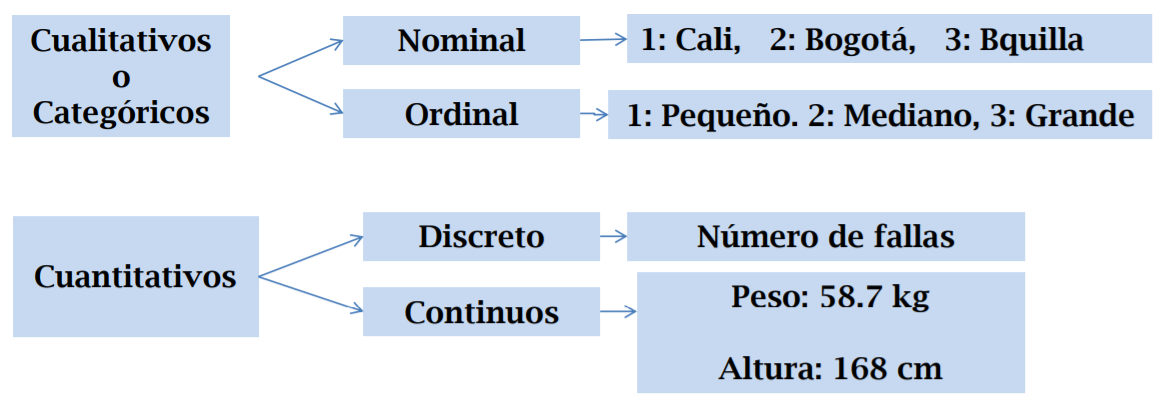 Cualitativos
o
Categóricos
Nominal
1: Cali, 2: Bogotá, 3: Bquilla
Ordinal
1: Pequeño. 2: Mediano, 3: Grande
Cuantitativos
Discreto
Número de fallas
Continuos
Peso: 58.7 kg
Altura: 168 cm